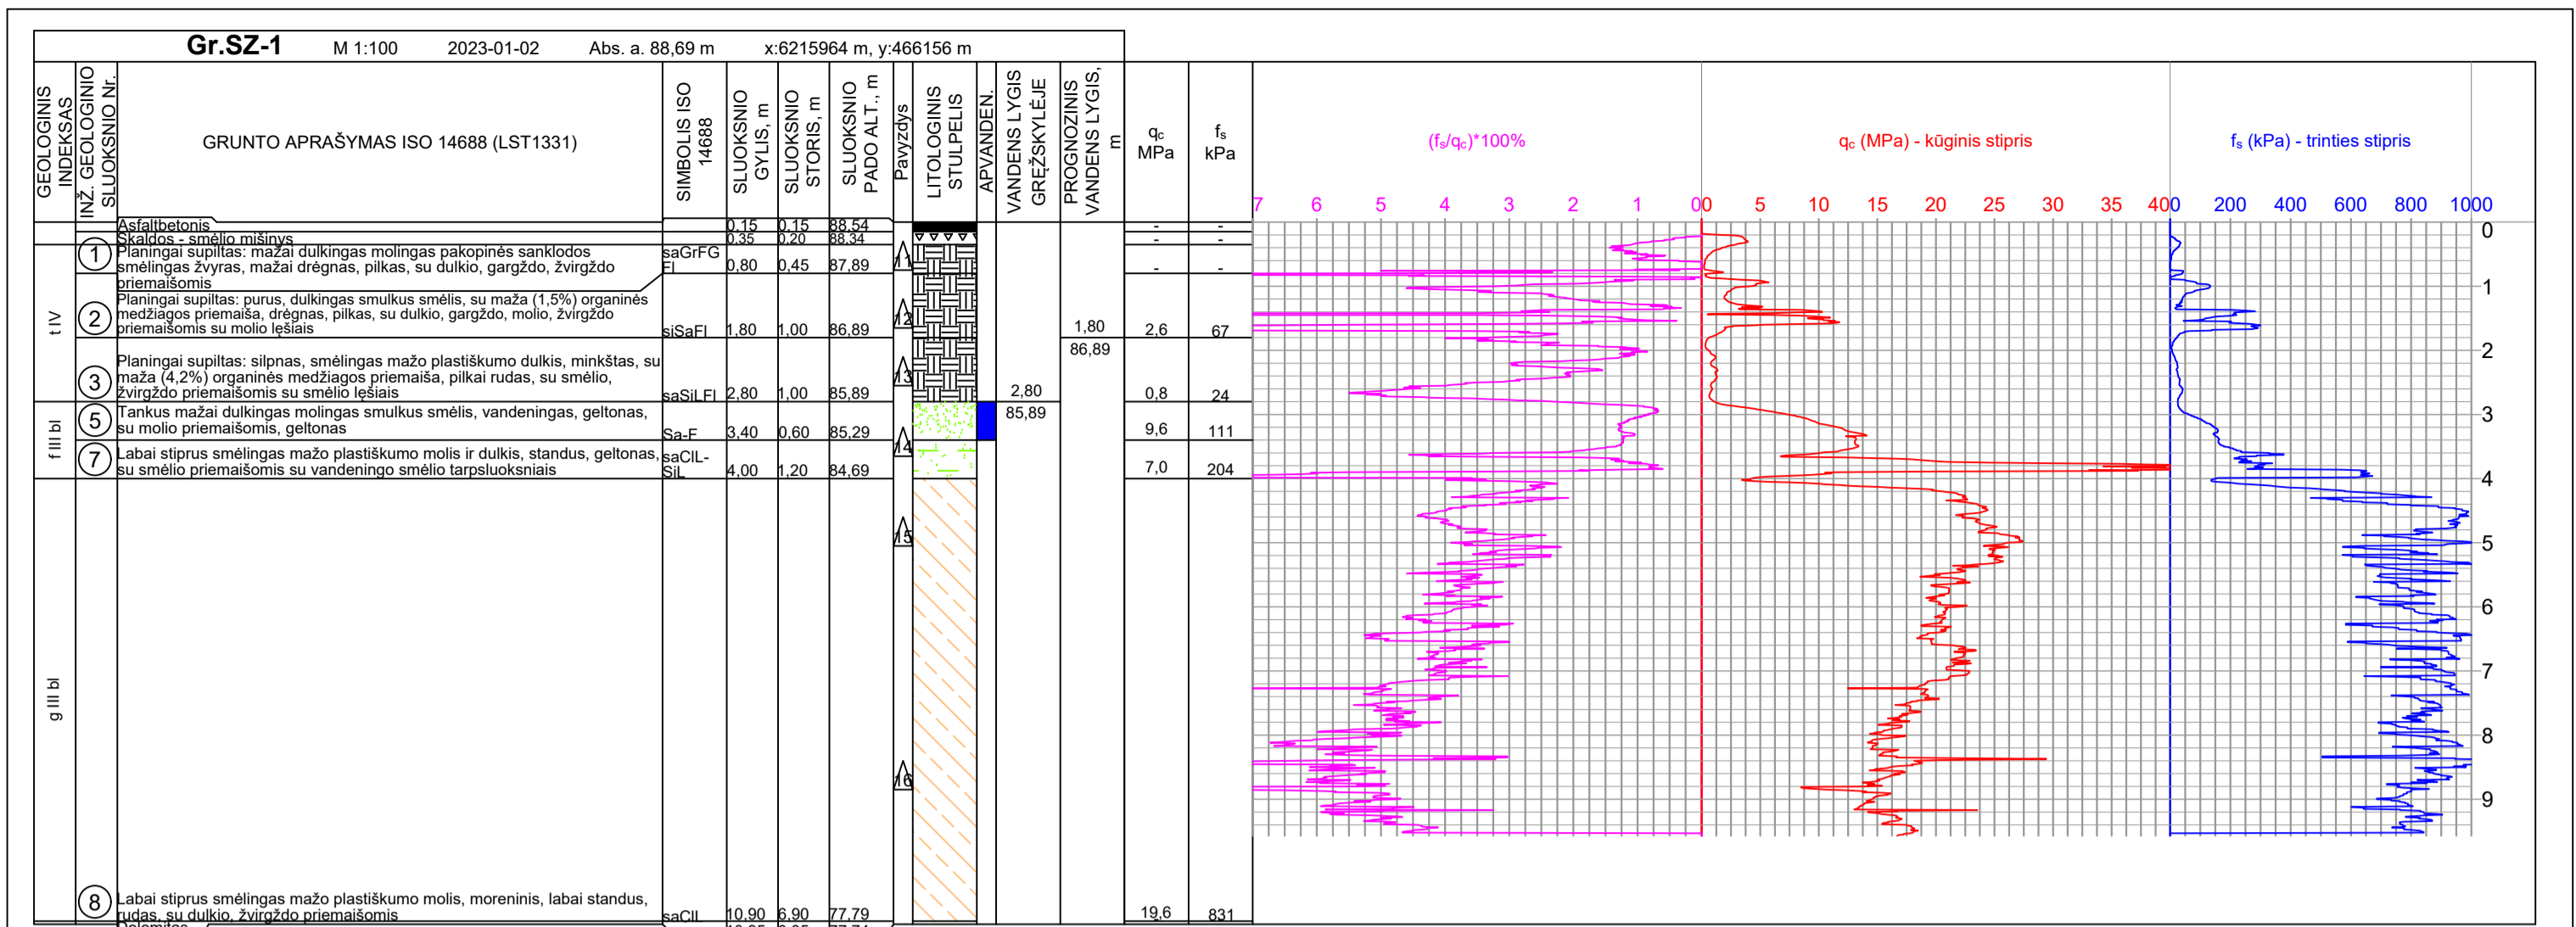 Gr.SZ-1 M 1:100 2023-01-02 Abs. a. 88,69 m x:6215964 m, y:466156 m
GEOLOGINIS
INDEKSAS
INŽ. GEOLOGINIO
SLUOKSNIO Nr.
GRUNTO APRAŠYMAS ISO 14688 (LST1331)
SIMBOLIS ISO
14688
SLUOKSNIO
GYLIS, m
SLUOKSNIO
STORIS, m
SLUOKSNIO
PADO ALT., m
Pavyzdys
LITOLOGINIS
STULPELIS
APVANDEN.
VANDENS LYGIS
GRĘŽSKYLĖJE
PROGNOZINIS
VANDENS LYGIS,
m
qc
MPa
fs
kPa
(fs/qc)*100%
qc (MPa) - kūginis stipris
fs (kPa) - trinties stipris
7 6 5 4 3 2 1 0
0 5 10 15 20 25 30 35 40
0 200 400 600 800 1000
Asfaltbetonis 0,15 0,15 88,54 - -
Skaldos - smėlio mišinys 0,35 0,20 88,34 - -
t IV
1
Planingai supiltas: mažai dulkingas molingas pakopinės sanklodos
smėlingas žvyras, mažai drėgnas, pilkas, su dulkio, gargždo, žvirgždo
priemaišomis
saGrFG
Fl 0,80 0,45 87,89 11 - -
2
Planingai supiltas: purus, dulkingas smulkus smėlis, su maža (1,5%) organinės
medžiagos priemaiša, drėgnas, pilkas, su dulkio, gargždo, molio, žvirgždo
priemaišomis su molio lęšiais
siSaFl 1,80 1,00 86,89 12 1,80 2,6 67
86,89
3
Planingai supiltas: silpnas, smėlingas mažo plastiškumo dulkis, minkštas, su
maža (4,2%) organinės medžiagos priemaiša, pilkai rudas, su smėlio,
žvirgždo priemaišomis su smėlio lęšiais
saSiLFl 2,80 1,00 85,89 13 2,80 0,8 24
85,89
f III bl
5
Tankus mažai dulkingas molingas smulkus smėlis, vandeningas, geltonas,
su molio priemaišomis, geltonas
Sa-F 3,40 0,60 85,29 14 9,6 111
7
Labai stiprus smėlingas mažo plastiškumo molis ir dulkis, standus, geltonas,
su smėlio priemaišomis su vandeningo smėlio tarpsluoksniais
saClL-
SiL 4,00 1,20 84,69 7,0 204
g III bl
15
16
8
Labai stiprus smėlingas mažo plastiškumo molis, moreninis, labai standus,
rudas, su dulkio, žvirgždo priemaišomis
saClL 10,90 6,90 77,79 19,6 831
0
1
2
3
4
5
6
7
8
9